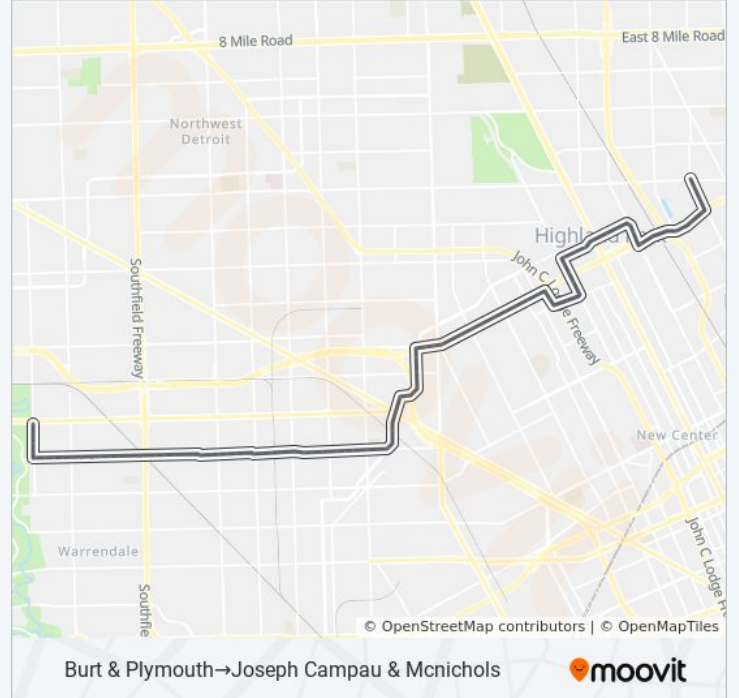 8 Mile Road
East 8 Mile Road
Northwest
Detroit
Highl
John C Lodge Freeway
Southfield Freeway
New Center
John C Lodge Fr
Warrendale
Southfie
© OpenStreetMap contributors | © OpenMapTiles
Burt & Plymouth→Joseph Campau & Mcnichols
moovit